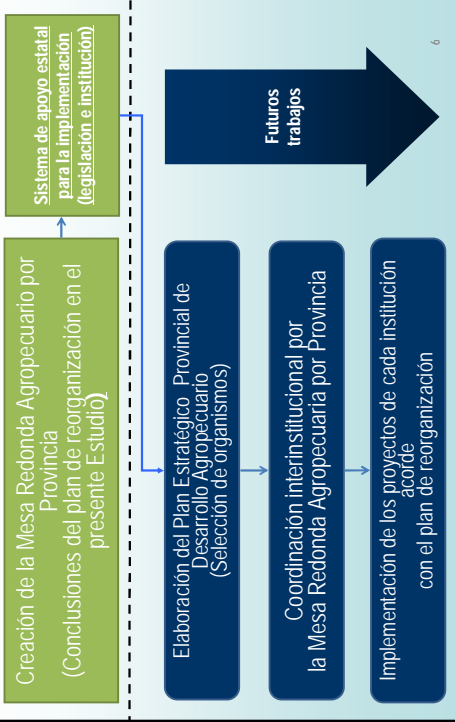 Creación de la Mesa Redonda Agropecuario por
Provincia
(Conclusiones del plan de reorganización en el
presente Estudio)
Sistema de apoyo estatal
para la implementación
(legislación e institución)
Elaboración del Plan Estratégico Provincial de
Desarrollo Agropecuario
(Selección de organismos)
Coordinación interinstitucional por
la Mesa Redonda Agropecuaria por Provincia
Implementación de los proyectos de cada institución
acorde
con el plan de reorganización
Futuros
trabajos
6